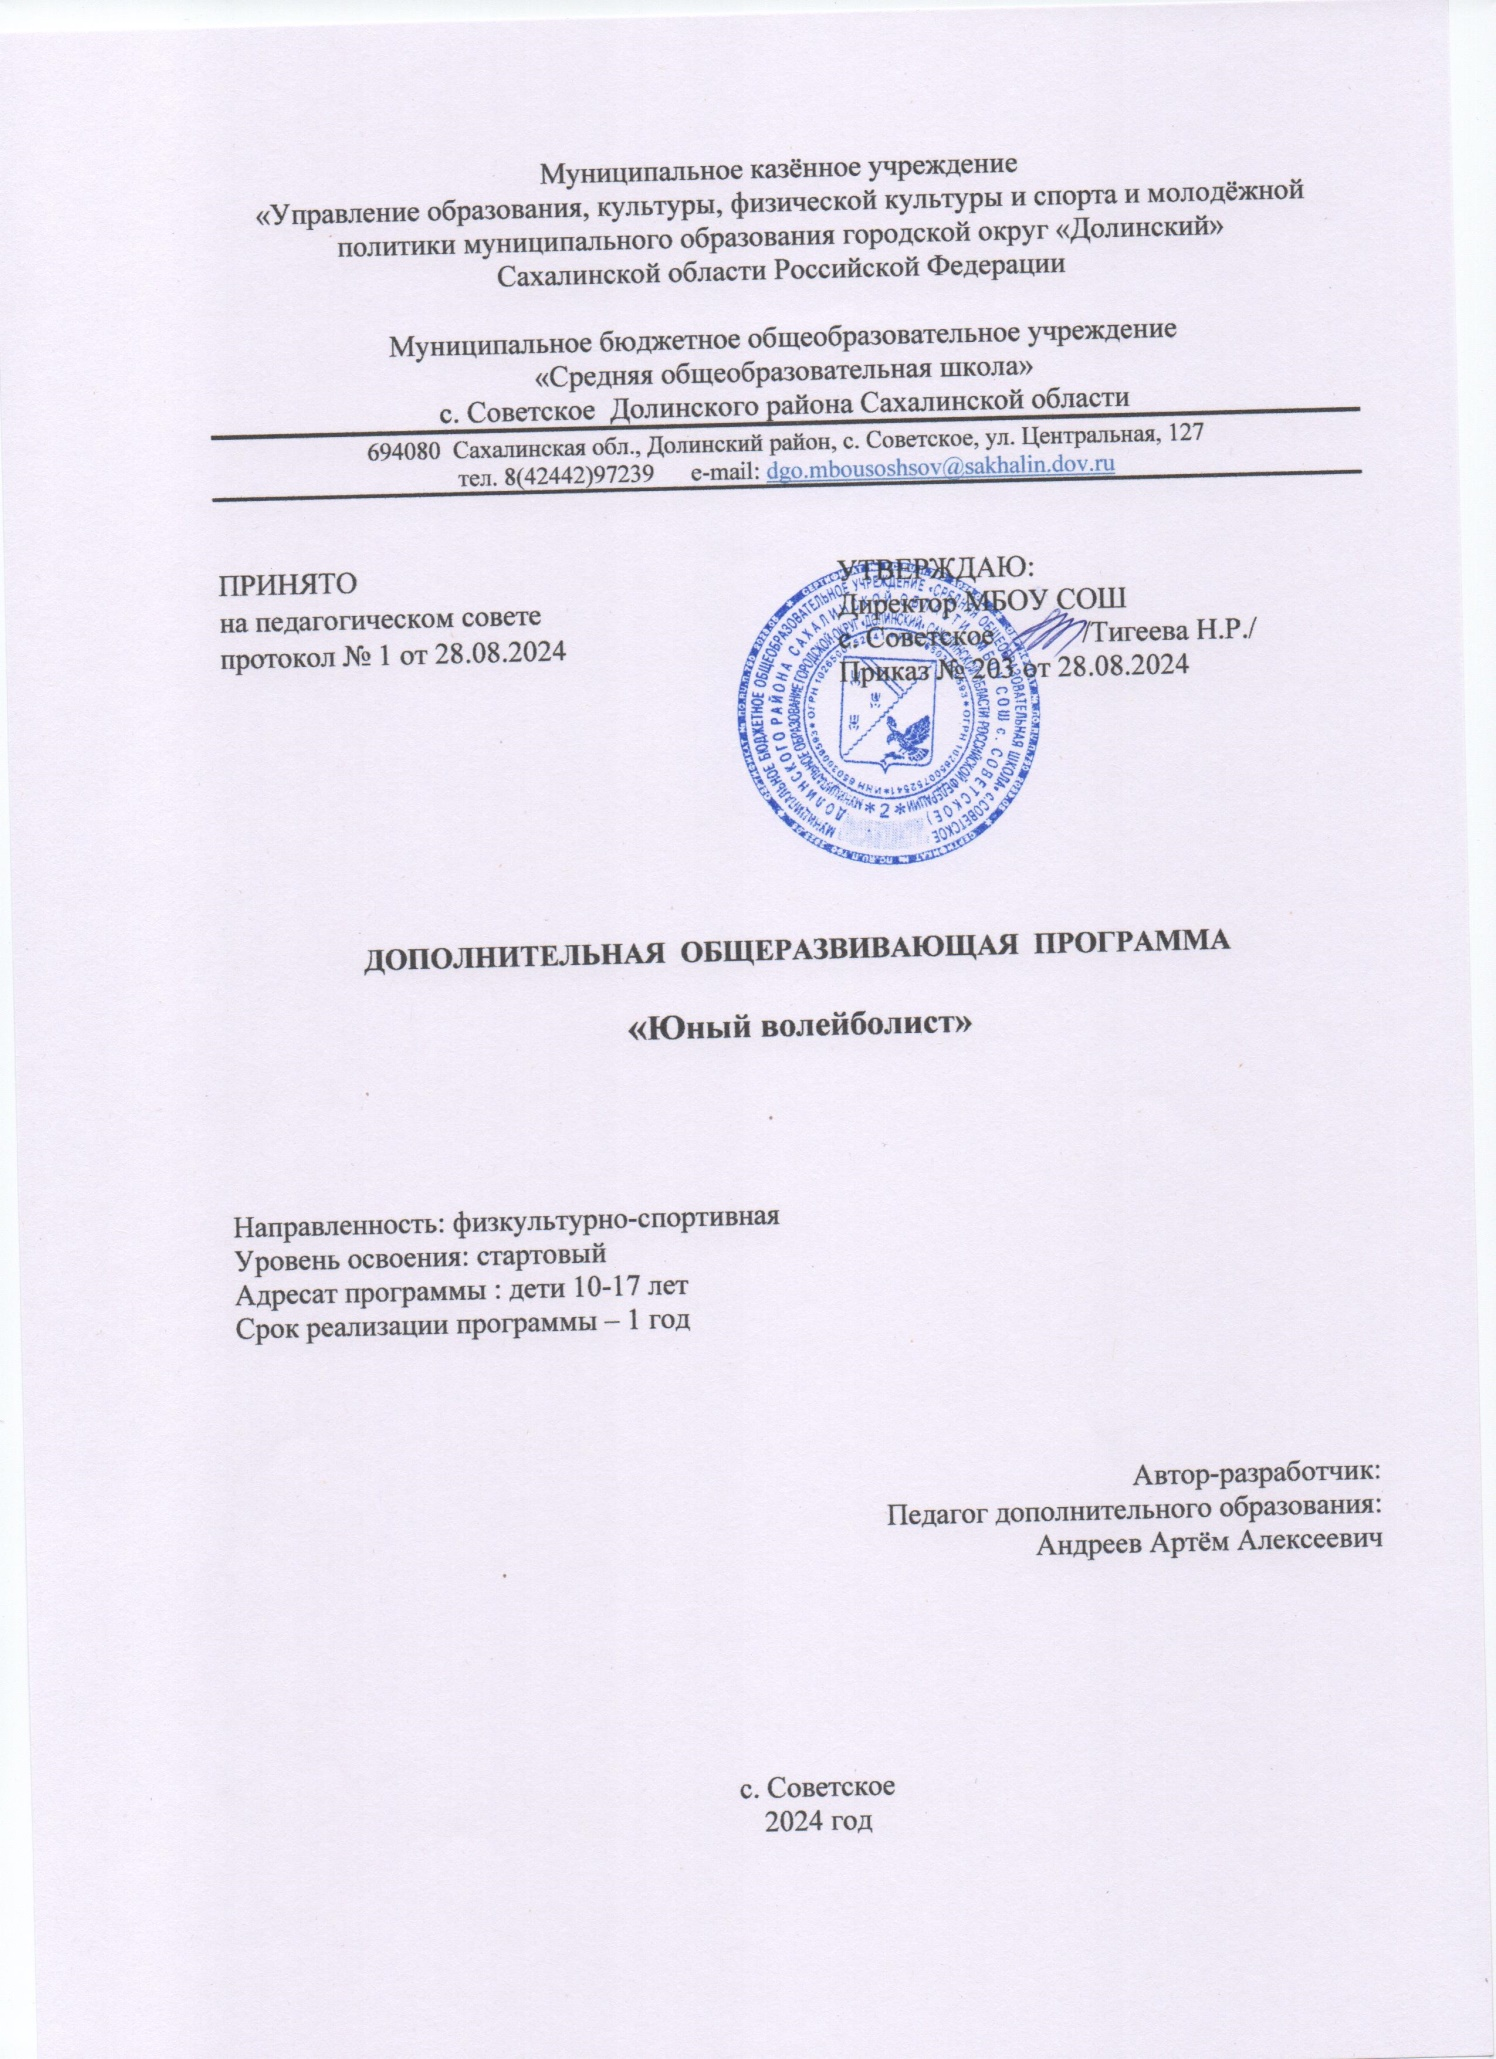 Муниципальное казённое учреждение
«Управление образования, культуры, физической культуры и спорта и молодёжной
политики муниципального образования городской округ «Долинский»
Сахалинской области Российской Федерации
Муниципальное бюджетное общеобразовательное учреждение
«Средняя общеобразовательная школа»
с. Советское Долинского района Сахалинской области
694080 Сахалинская обл., Долинский район, с. Советское, ул. Центральная, 127
тел. 8(42442)97239 e-mail: dgo.mbousoshsov@sakhalin.dov.ru
ПРИНЯТО
на педагогическом совете
протокол № 1 от 28.08.2024
УТВЕРЖДАЮ:
Директор МБОУ СОШ
с. Советское /Тигеева Н.Р./
Приказ № 203 от 28.08.2024
ДОПОЛНИТЕЛЬНАЯ ОБЩЕРАЗВИВАЮЩАЯ ПРОГРАММА
«Юный волейболист»
Направленность: физкультурно-спортивная
Уровень освоения: стартовый
Адресат программы : дети 10-17 лет
Срок реализации программы – 1 год
Автор-разработчик:
Педагог дополнительного образования:
Андреев Артём Алексеевич
с. Советское
2024 год